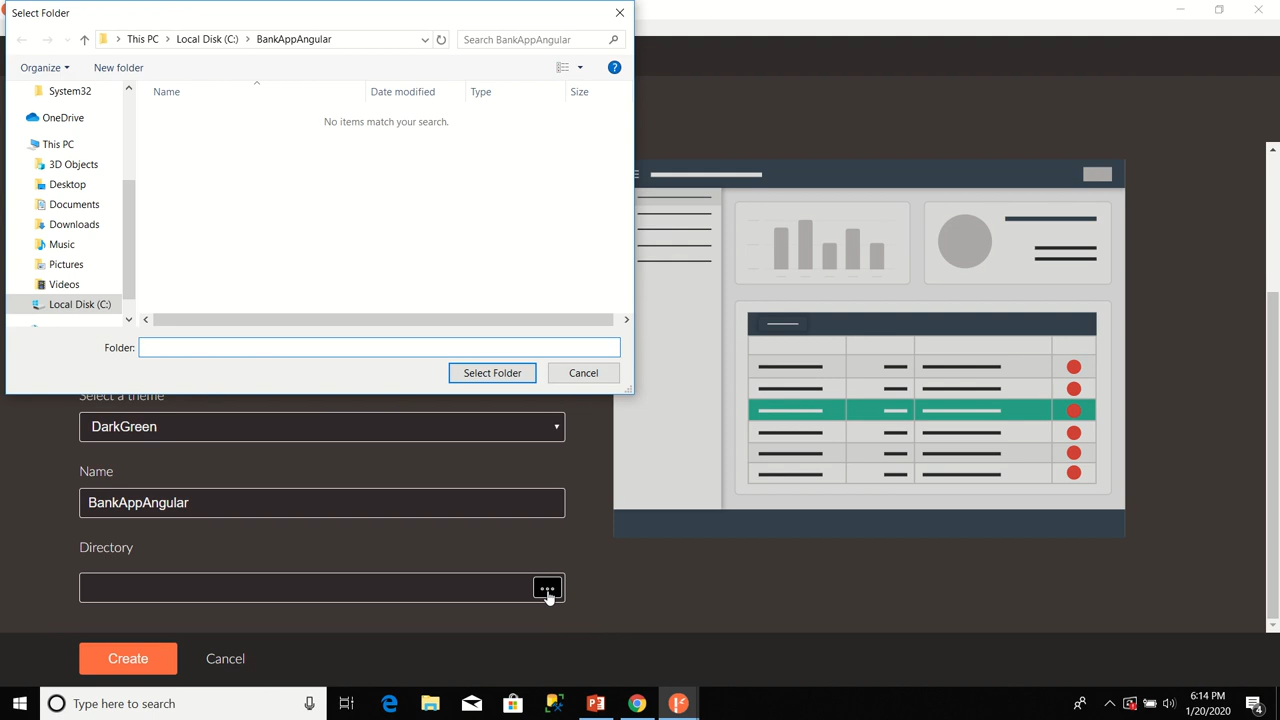 Select Folder
This PC
Local Disk (C:)
BankAppAngular
Search BankAppAngular
Organize
New folder
?
Name
Date modified
Type
Size
System32
OneDrive
This PC
3D Objects
Desktop
Documents
Downloads
Music
Pictures
Videos
Local Disk (C:)
No items match your search.
Folder:
Select Folder
Cancel
Select a theme
DarkGreen
Name
BankAppAngular
Directory
Create
Cancel
Type here to search
6:14 PM
1/20/2020
4